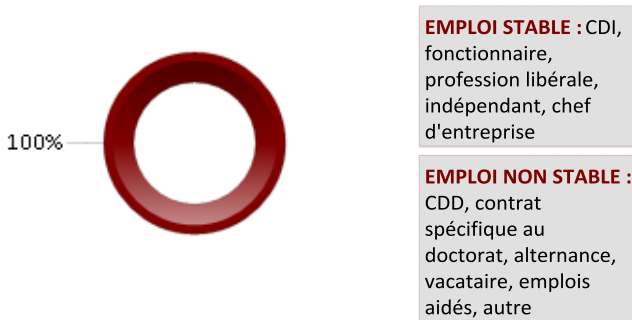 100%
EMPLOI STABLE : CDI,
fonctionnaire,
profession libérale,
indépendant, chef
d'entreprise
EMPLOI NON STABLE :
CDD, contrat
spécifique au
doctorat, alternance,
vacataire, emplois
aidés, autre